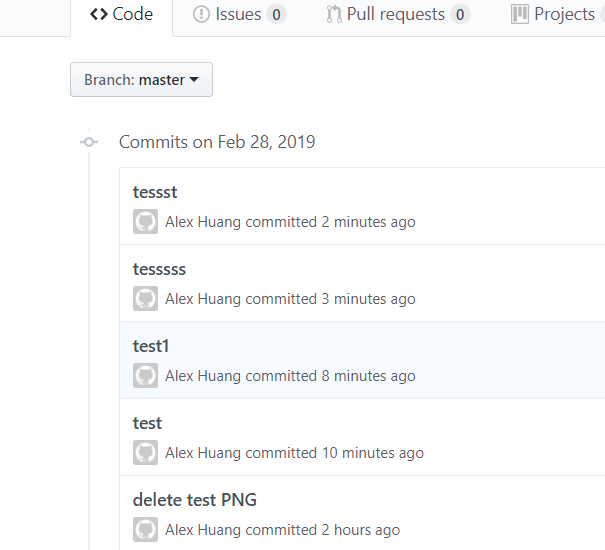 Code Issues 0 Pull requests 0 Projects
Branch: master
Commits on Feb 28, 2019
tessst
Alex Huang committed 2 minutes ago
tesssss
Alex Huang committed 3 minutes ago
test1
Alex Huang committed 8 minutes ago
test
Alex Huang committed 10 minutes ago
delete test PNG
Alex Huang committed 2 hours ago